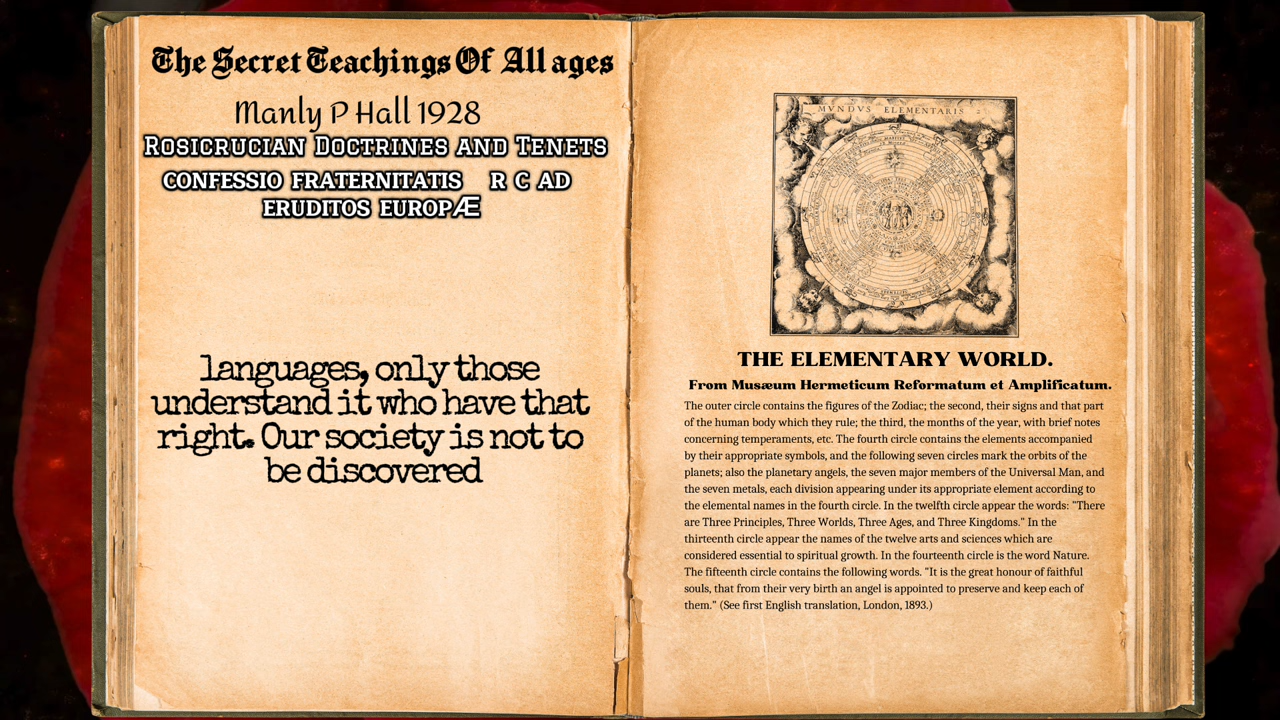 The Secret Teachings Of All ages
Manly P Hall 1928
Rosicrucian Doctrines and Tenets
CONFESSIO FRATERNITATIS R C AD
ERUDITOS EUROPÆ
languages, only those
understand it who have that
right. Our society is not to
be discovered
MVNDVS ELEMENTARIS
THE ELEMENTARY WORLD.
From Musæum Hermeticum Reformatum et Amplificatum.
The outer circle contains the figures of the Zodiac; the second, their signs and that part
of the human body which they rule; the third, the months of the year, with brief notes
concerning temperaments, etc. The fourth circle contains the elements accompanied
by their appropriate symbols, and the following seven circles mark the orbits of the
planets; also the planetary angels, the seven major members of the Universal Man, and
the seven metals, each division appearing under its appropriate element according to
the elemental names in the fourth circle. In the twelfth circle appear the words: "There
are Three Principles, Three Worlds, Three Ages, and Three Kingdoms." In the
thirteenth circle appear the names of the twelve arts and sciences which are
considered essential to spiritual growth. In the fourteenth circle is the word Nature.
The fifteenth circle contains the following words. "It is the great honour of faithful
souls, that from their very birth an angel is appointed to preserve and keep each of
them." (See first English translation, London, 1893.)